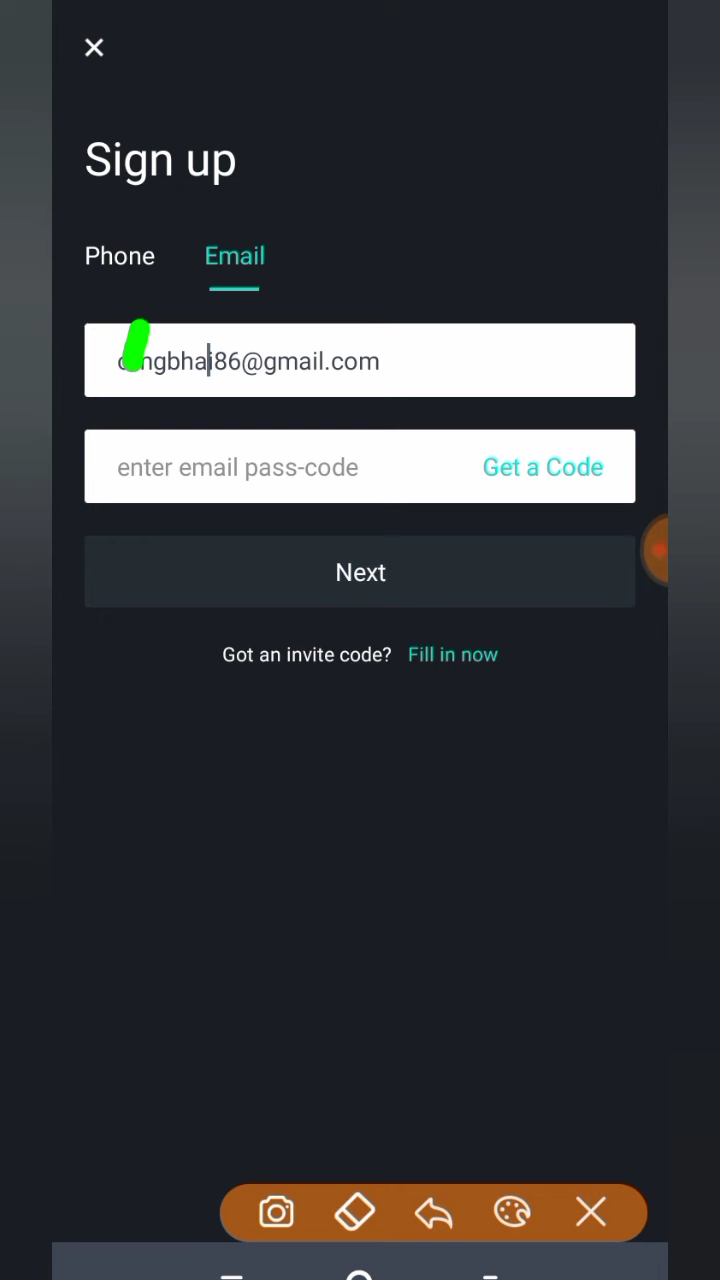 Sign up
Phone Email
ngbhai86@gmail.com
enter email pass-code Get a Code
Next
Got an invite code? Fill in now